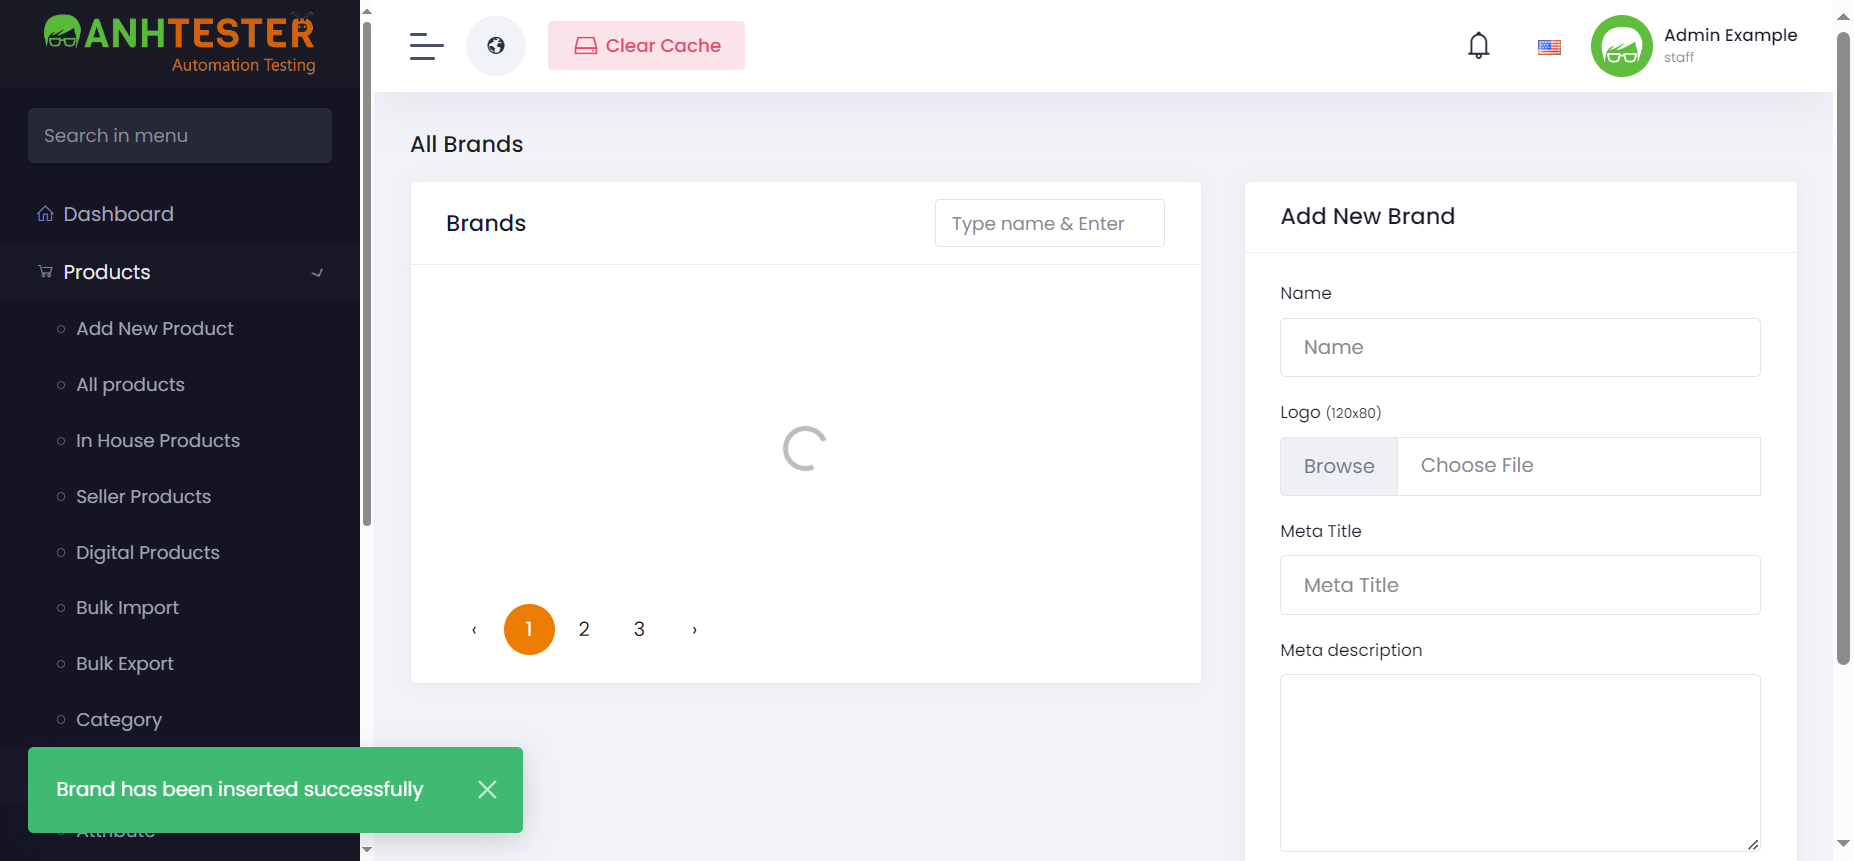 ANHTESTER
Automation Testing
Search in menu
Dashboard
Products
Add New Product
All products
In House Products
Seller Products
Digital Products
Bulk Import
Bulk Export
Category
Attribute
Brand has been inserted successfully
Clear Cache
Admin Example
staff
All Brands
Brands
Type name & Enter
‹ 1 2 3 ›
Add New Brand
Name
Name
Logo (120x80)
Browse
Choose File
Meta Title
Meta Title
Meta description